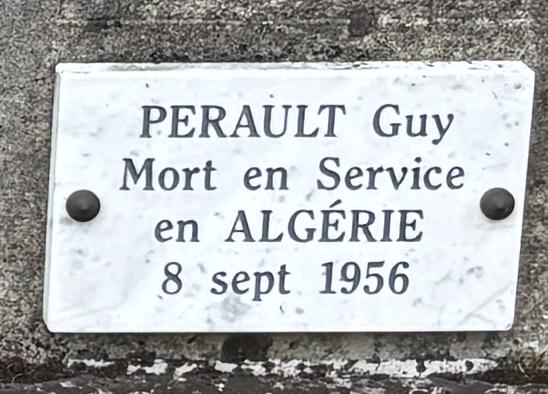 PERAULT Guy
Mort en Service
en ALGÉRIE
8 sept 1956